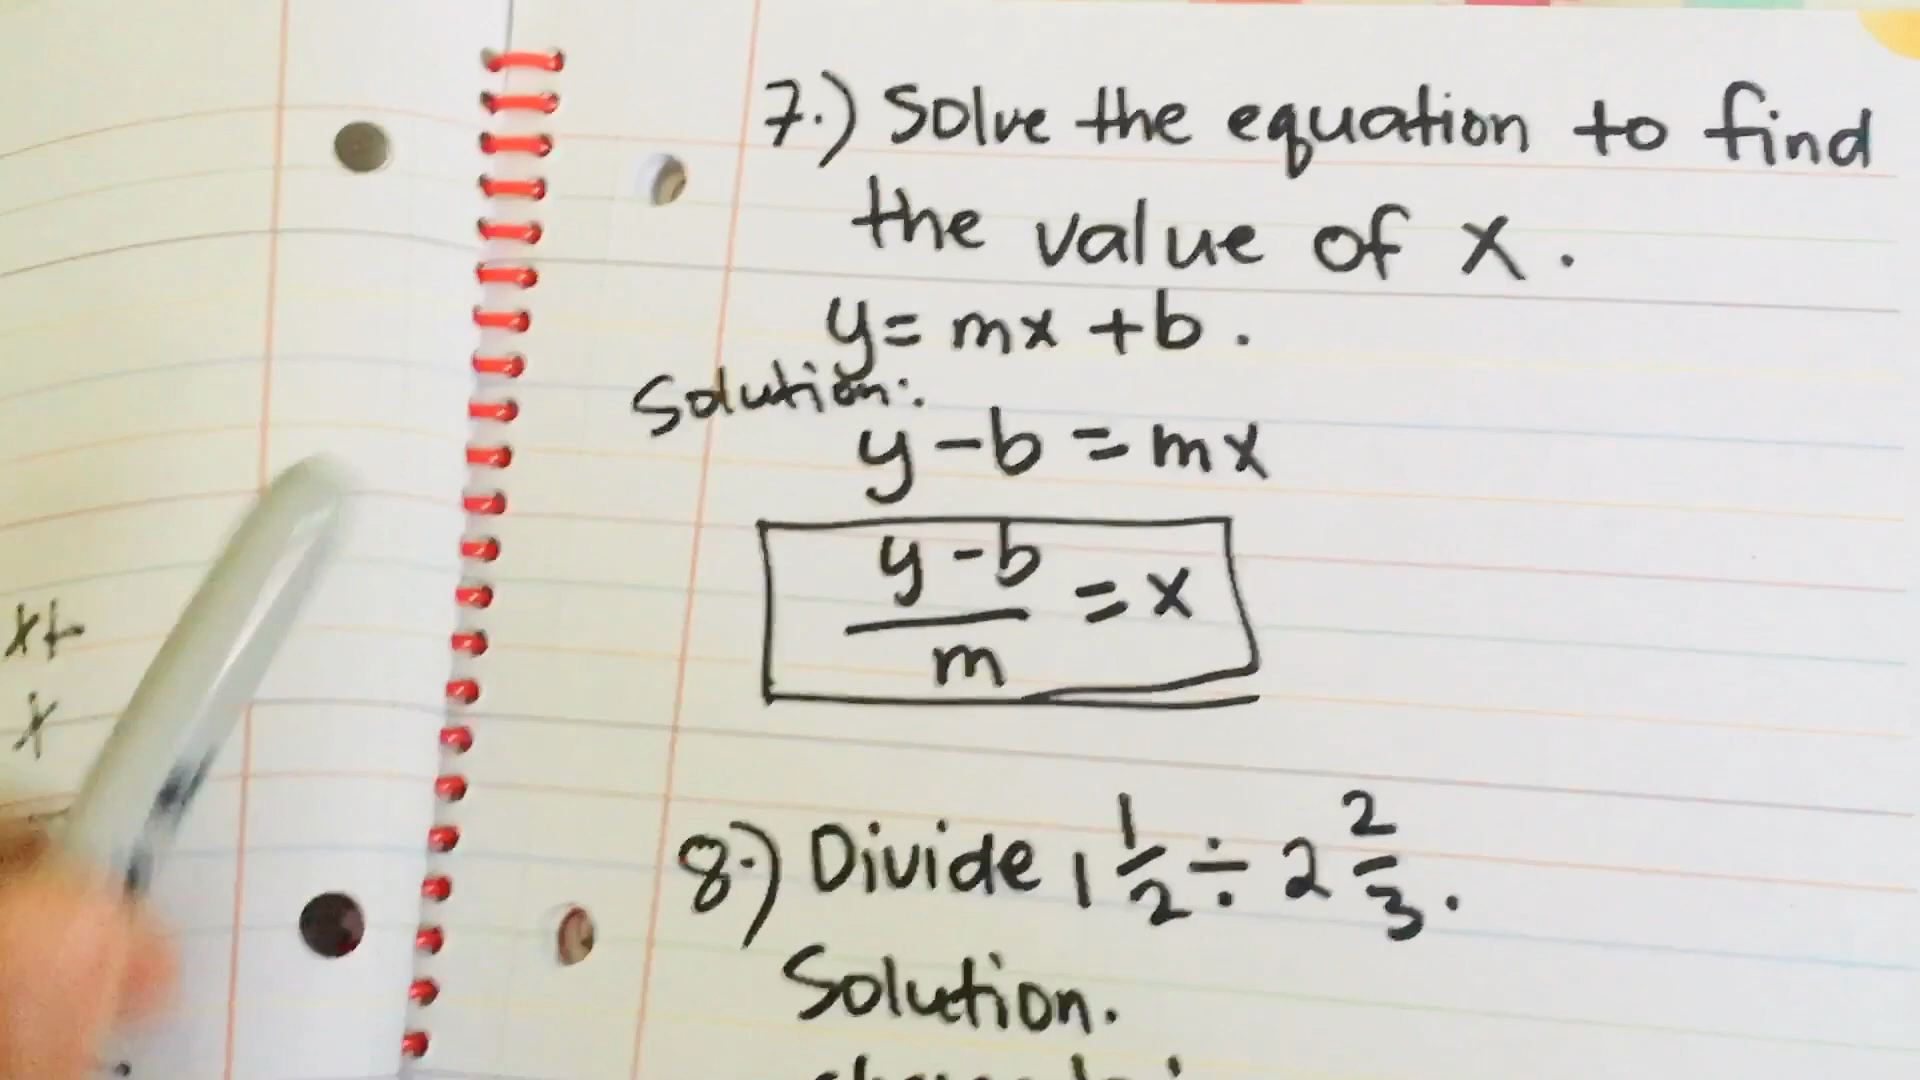 x+
x
7.) Solve the equation to find
the value of x.
y = mx + b.
Solution:
y - b = mx
y - b
—— = x
m
8.) Divide 1 1/2 ÷ 2 2/3.
Solution.